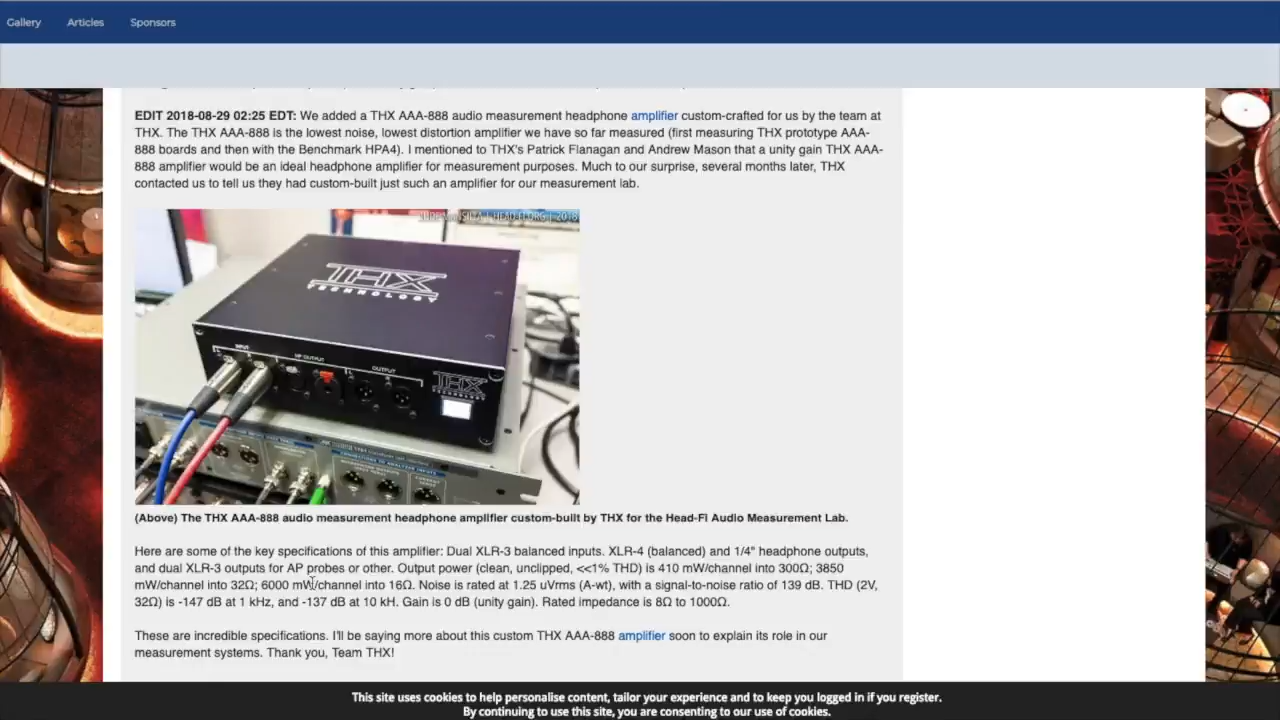 Gallery Articles Sponsors
EDIT 2018-08-29 02:25 EDT: We added a THX AAA-888 audio measurement headphone amplifier custom-crafted for us by the team at
THX. The THX AAA-888 is the lowest noise, lowest distortion amplifier we have so far measured (first measuring THX prototype AAA-
888 boards and then with the Benchmark HPA4). I mentioned to THX's Patrick Flanagan and Andrew Mason that a unity gain THX AAA-
888 amplifier would be an ideal headphone amplifier for measurement purposes. Much to our surprise, several months later, THX
contacted us to tell us they had custom-built just such an amplifier for our measurement lab.
THX
TECHNOLOGY
INPUT
HP OUTPUT
OUTPUT
THX
TECHNOLOGY
(Above) The THX AAA-888 audio measurement headphone amplifier custom-built by THX for the Head-Fi Audio Measurement Lab.
Here are some of the key specifications of this amplifier: Dual XLR-3 balanced inputs. XLR-4 (balanced) and 1/4" headphone outputs,
and dual XLR-3 outputs for AP probes or other. Output power (clean, unclipped, <<1% THD) is 410 mW/channel into 300Ω; 3850
mW/channel into 32Ω; 6000 mW/channel into 16Ω. Noise is rated at 1.25 uVrms (A-wt), with a signal-to-noise ratio of 139 dB. THD (2V,
32Ω) is -147 dB at 1 kHz, and -137 dB at 10 kH. Gain is 0 dB (unity gain). Rated impedance is 8Ω to 1000Ω.
These are incredible specifications. I'll be saying more about this custom THX AAA-888 amplifier soon to explain its role in our
measurement systems. Thank you, Team THX!
This site uses cookies to help personalise content, tailor your experience and to keep you logged in if you register.
By continuing to use this site, you are consenting to our use of cookies.